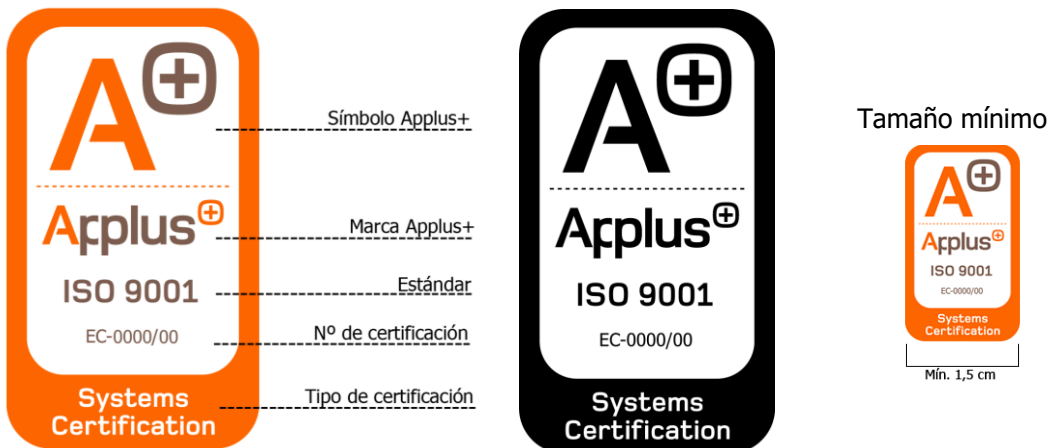 A+
Applus+
ISO 9001
EC-0000/00
Systems
Certification
Símbolo Applus+
Marca Applus+
Estándar
Nº de certificación
Tipo de certificación
A+
Applus+
ISO 9001
EC-0000/00
Systems
Certification
Tamaño mínimo
A+
Applus+
ISO 9001
EC-0000/00
Systems
Certification
Mín. 1,5 cm